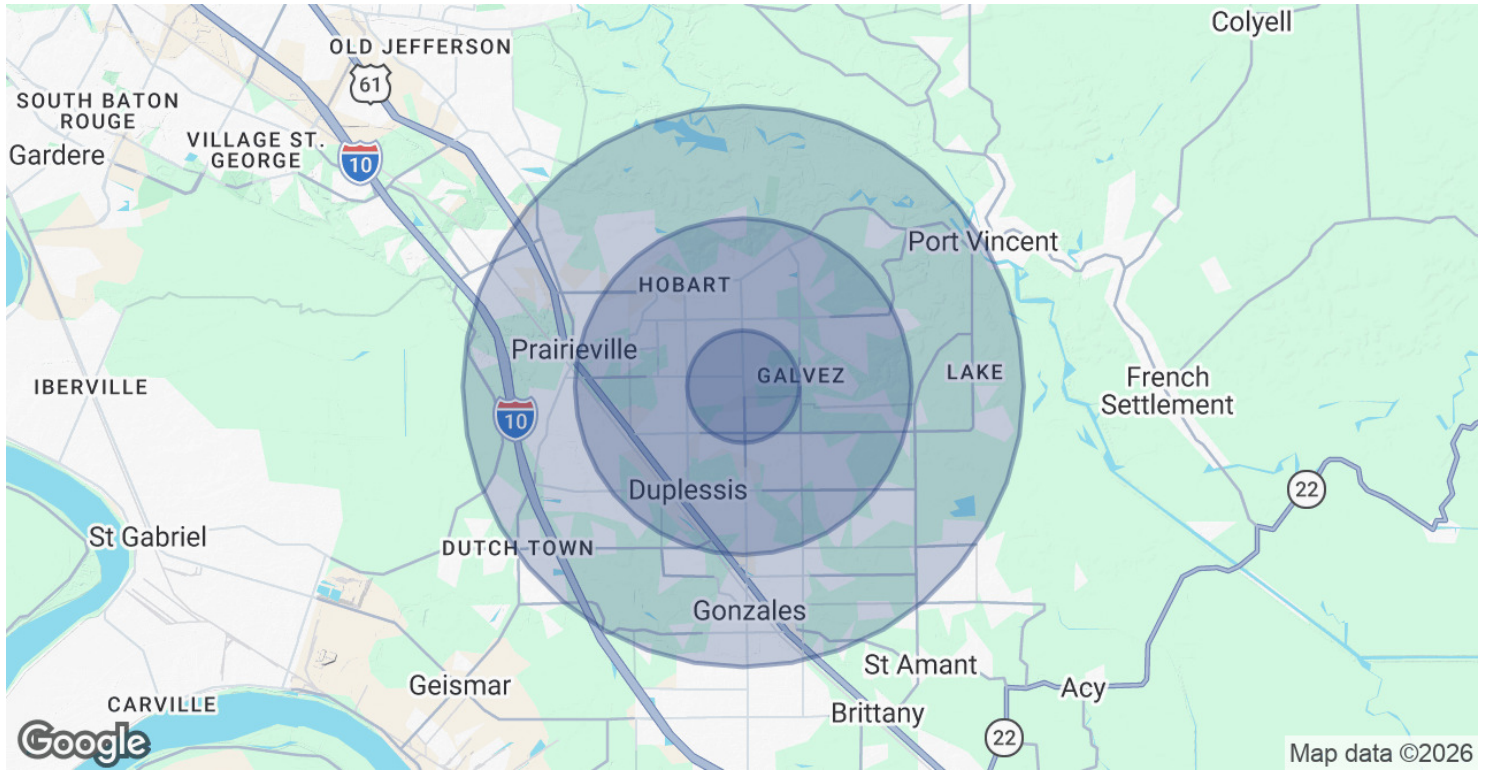 Colyell
OLD JEFFERSON
61
SOUTH BATON
ROUGE
VILLAGE ST.
GEORGE
Gardere
10
Port Vincent
HOBART
Prairieville
GALVEZ
LAKE
IBERVILLE
French
Settlement
10
Duplessis
22
St Gabriel
DUTCH TOWN
Gonzales
St Amant
Geismar
Acy
CARVILLE
Brittany
22
Google
Map data ©2026